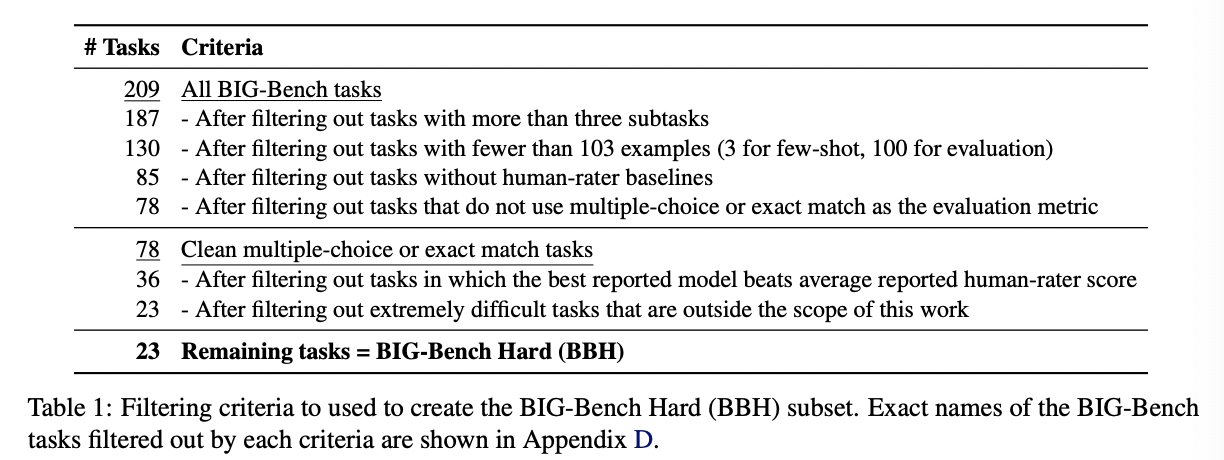 # Tasks Criteria
209 All BIG-Bench tasks
187 - After filtering out tasks with more than three subtasks
130 - After filtering out tasks with fewer than 103 examples (3 for few-shot, 100 for evaluation)
85 - After filtering out tasks without human-rater baselines
78 - After filtering out tasks that do not use multiple-choice or exact match as the evaluation metric
78 Clean multiple-choice or exact match tasks
36 - After filtering out tasks in which the best reported model beats average reported human-rater score
23 - After filtering out extremely difficult tasks that are outside the scope of this work
23 Remaining tasks = BIG-Bench Hard (BBH)
Table 1: Filtering criteria to used to create the BIG-Bench Hard (BBH) subset. Exact names of the BIG-Bench
tasks filtered out by each criteria are shown in Appendix D.